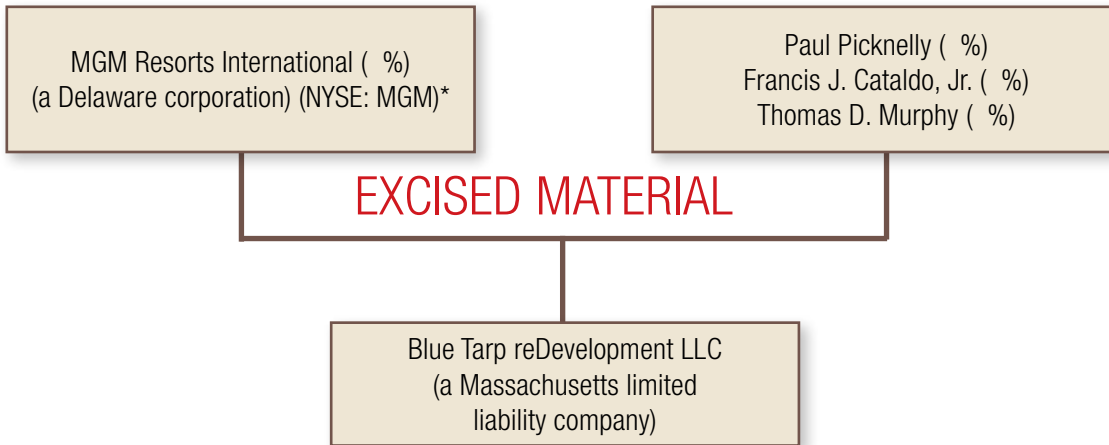 MGM Resorts International (  %)
(a Delaware corporation) (NYSE: MGM)*
Paul Picknelly (  %)
Francis J. Cataldo, Jr. (  %)
Thomas D. Murphy (  %)
EXCISED MATERIAL
Blue Tarp reDevelopment LLC
(a Massachusetts limited
liability company)